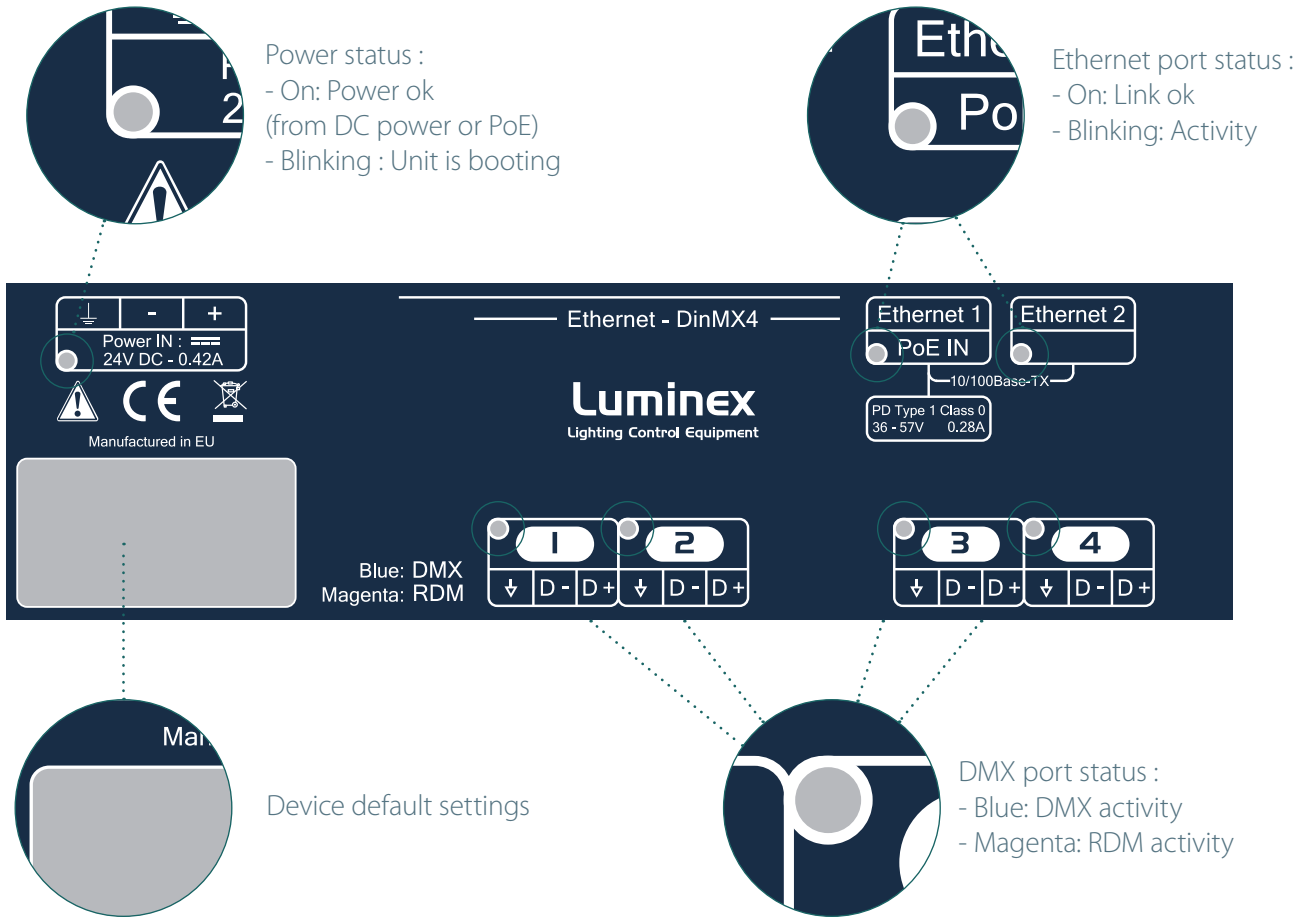 Power status :
- On: Power ok
(from DC power or PoE)
- Blinking : Unit is booting
Ethernet port status :
- On: Link ok
- Blinking: Activity
2
Po
- +
Power IN :
24V DC - 0.42A
CE
Manufactured in EU
Ethernet - DinMX4
Luminex
Lighting Control Equipment
Ethernet 1
PoE IN
Ethernet 2
10/100Base-TX
PD Type 1 Class 0
36 - 57V 0.28A
Blue: DMX
Magenta: RDM
1 2 3 4
D - D + D - D + D - D + D - D +
Device default settings
DMX port status :
- Blue: DMX activity
- Magenta: RDM activity